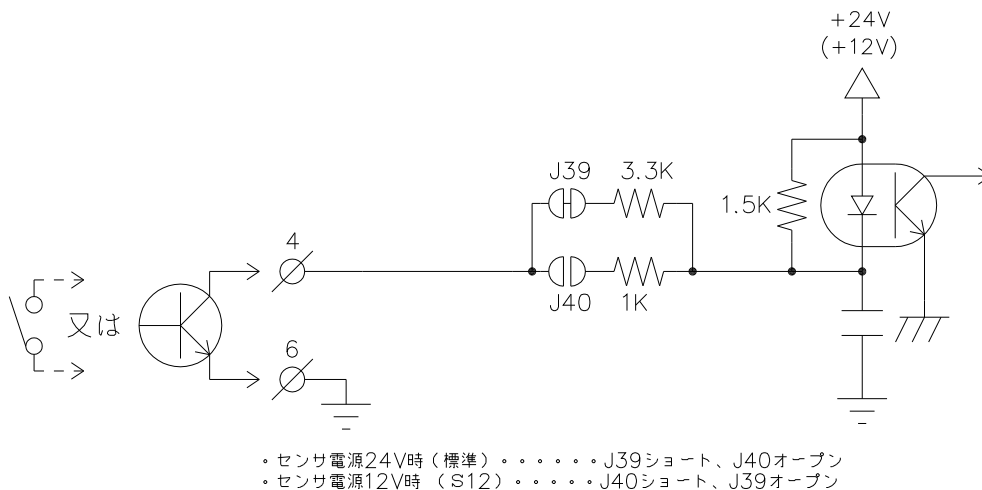 +24V
(+12V)
J39
3.3K
1.5K
4
J40
1K
又は
6
・センサ電源24V時(標準)・・・・・・J39ショート、J40オープン
・センサ電源12V時 (S12)・・・・・J40ショート、J39オープン